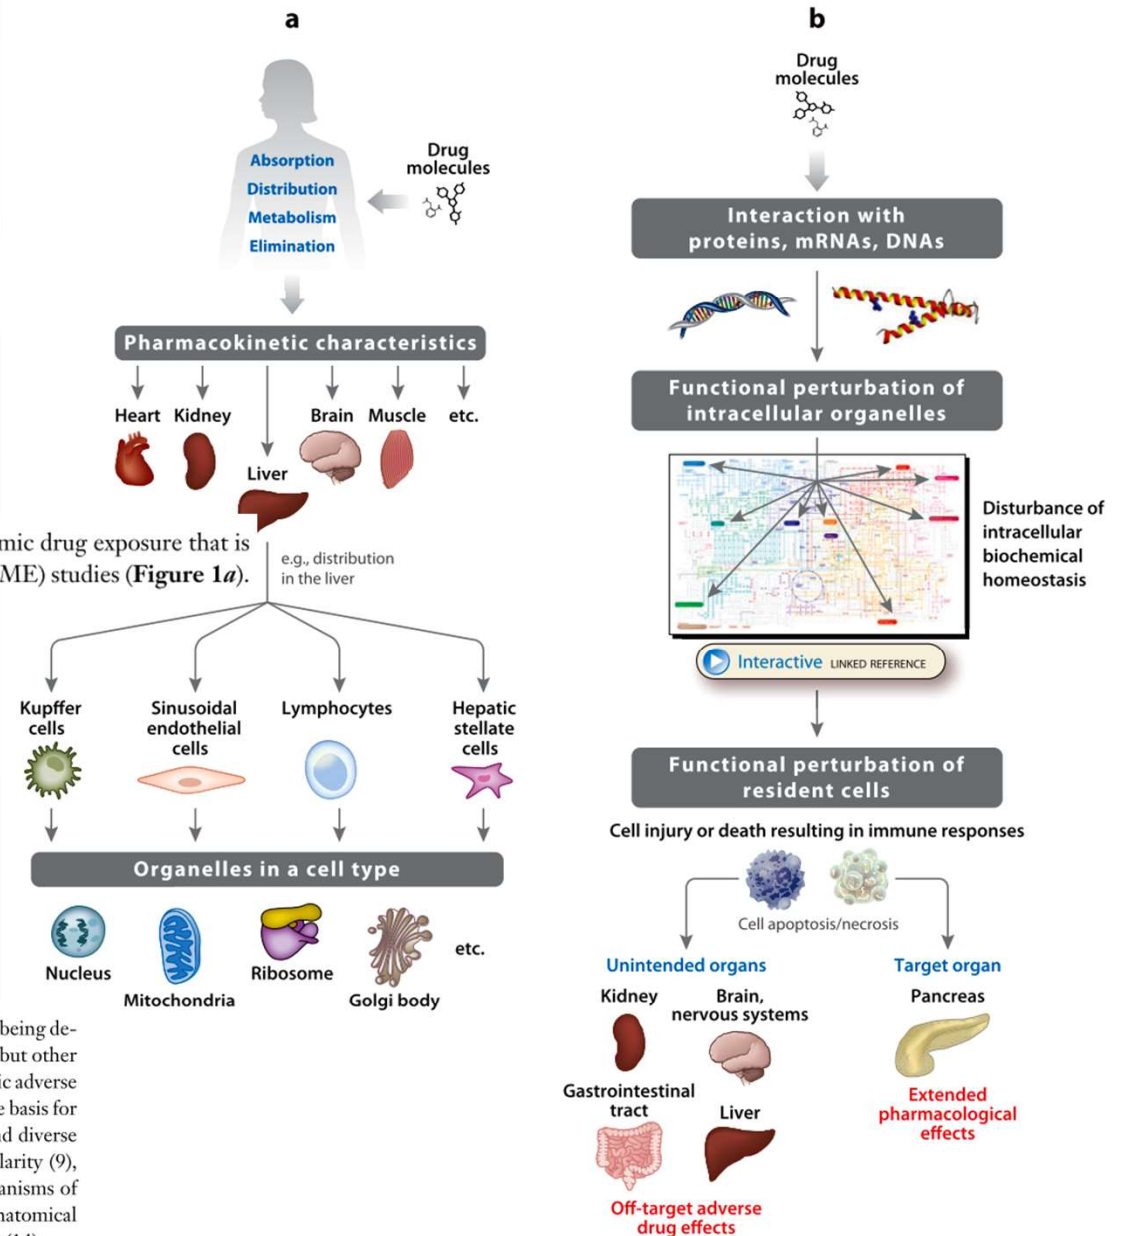 a
Absorption
Distribution
Metabolism
Elimination
Drug
molecules
Pharmacokinetic characteristics
Heart
Kidney
Liver
Brain
Muscle
etc.
mic drug exposure that is
ME) studies (Figure 1a).
e.g., distribution
in the liver
Kupffer
cells
Sinusoidal
endothelial
cells
Lymphocytes
Hepatic
stellate
cells
Organelles in a cell type
Nucleus
Mitochondria
Ribosome
Golgi body
etc.
being de-
but other
ic adverse
e basis for
nd diverse
larity (9),
anisms of
natomical
b
Drug
molecules
Interaction with
proteins, mRNAs, DNAs
Functional perturbation of
intracellular organelles
Disturbance of
intracellular
biochemical
homeostasis
Interactive LINKED REFERENCE
Functional perturbation of
resident cells
Cell injury or death resulting in immune responses
Cell apoptosis/necrosis
Unintended organs
Kidney
Brain,
nervous systems
Gastrointestinal
tract
Liver
Off-target adverse
drug effects
Target organ
Pancreas
Extended
pharmacological
effects